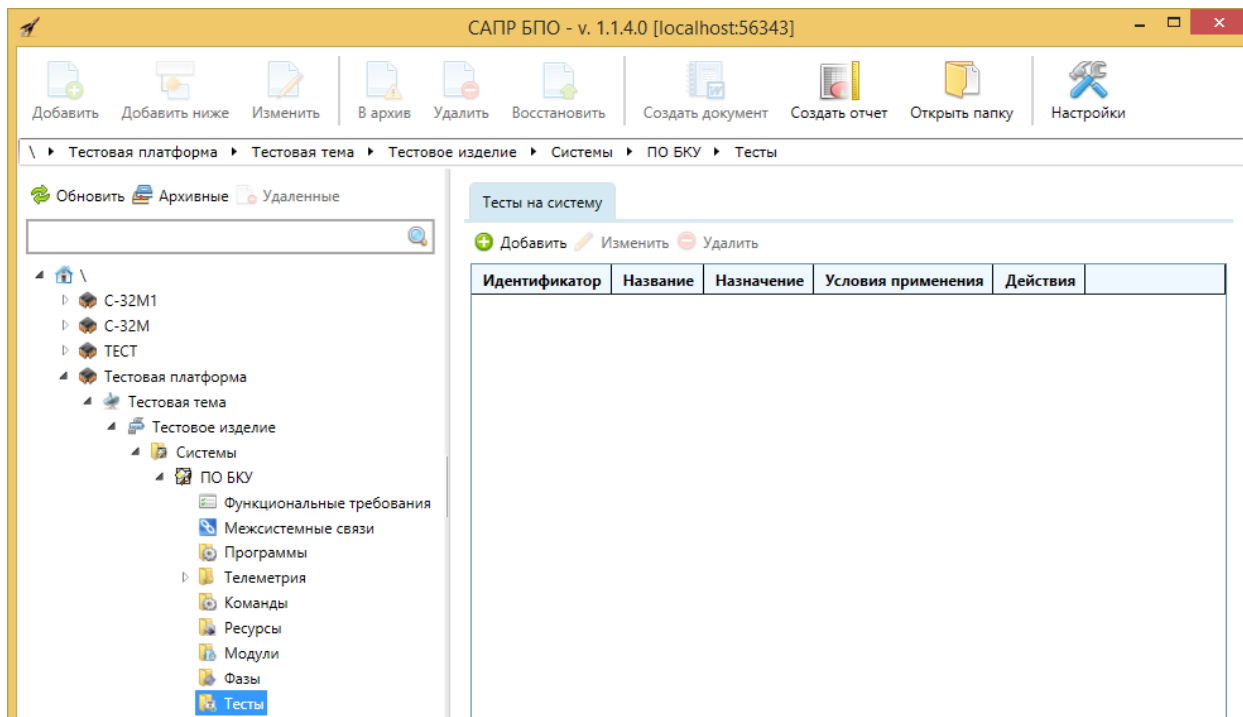 САПР БПО - v. 1.1.4.0 [localhost:56343]
Добавить Добавить ниже Изменить В архив Удалить Восстановить Создать документ Создать отчет Открыть папку Настройки
\ Тестовая платформа Тестовая тема Тестовое изделие Системы ПО БКУ Тесты
Обновить Архивные Удаленные
\
С-32М1
С-32М
ТЕСТ
Тестовая платформа
Тестовая тема
Тестовое изделие
Системы
ПО БКУ
Функциональные требования
Межсистемные связи
Программы
Телеметрия
Команды
Ресурсы
Модули
Фазы
Тесты
Тесты на систему
Добавить Изменить Удалить
Идентификатор Название Назначение Условия применения Действия